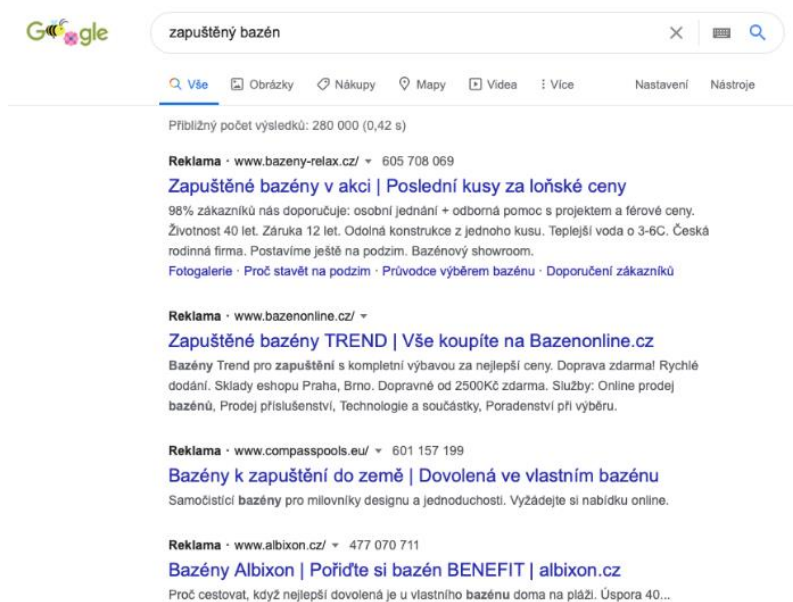 Google
zapuštěný bazén
Vše Obrázky Nákupy Mapy Videa Více Nastavení Nástroje
Přibližný počet výsledků: 280 000 (0,42 s)
Reklama · www.bazeny-relax.cz/ 605 708 069
Zapuštěné bazény v akci | Poslední kusy za loňské ceny
98% zákazníků nás doporučuje: osobní jednání + odborná pomoc s projektem a férové ceny.
Životnost 40 let. Záruka 12 let. Odolná konstrukce z jednoho kusu. Teplejší voda o 3-6C. Česká
rodinná firma. Postavíme ještě na podzim. Bazénový showroom.
Fotogalerie · Proč stavět na podzim · Průvodce výběrem bazénu · Doporučení zákazníků
Reklama · www.bazenonline.cz/
Zapuštěné bazény TREND | Vše koupíte na Bazenonline.cz
Bazény Trend pro zapuštění s kompletní výbavou za nejlepší ceny. Doprava zdarma! Rychlé
dodání. Sklady eshopu Praha, Brno. Dopravné od 2500Kč zdarma. Služby: Online prodej
bazénů, Prodej příslušenství, Technologie a součástky, Poradenství při výběru.
Reklama · www.compasspools.eu/ 601 157 199
Bazény k zapuštění do země | Dovolená ve vlastním bazénu
Samočistící bazény pro milovníky designu a jednoduchosti. Vyžádejte si nabídku online.
Reklama · www.albixon.cz/ 477 070 711
Bazény Albixon | Pořiďte si bazén BENEFIT | albixon.cz
Proč cestovat, když nejlepší dovolená je u vlastního bazénu doma na pláži. Úspora 40...